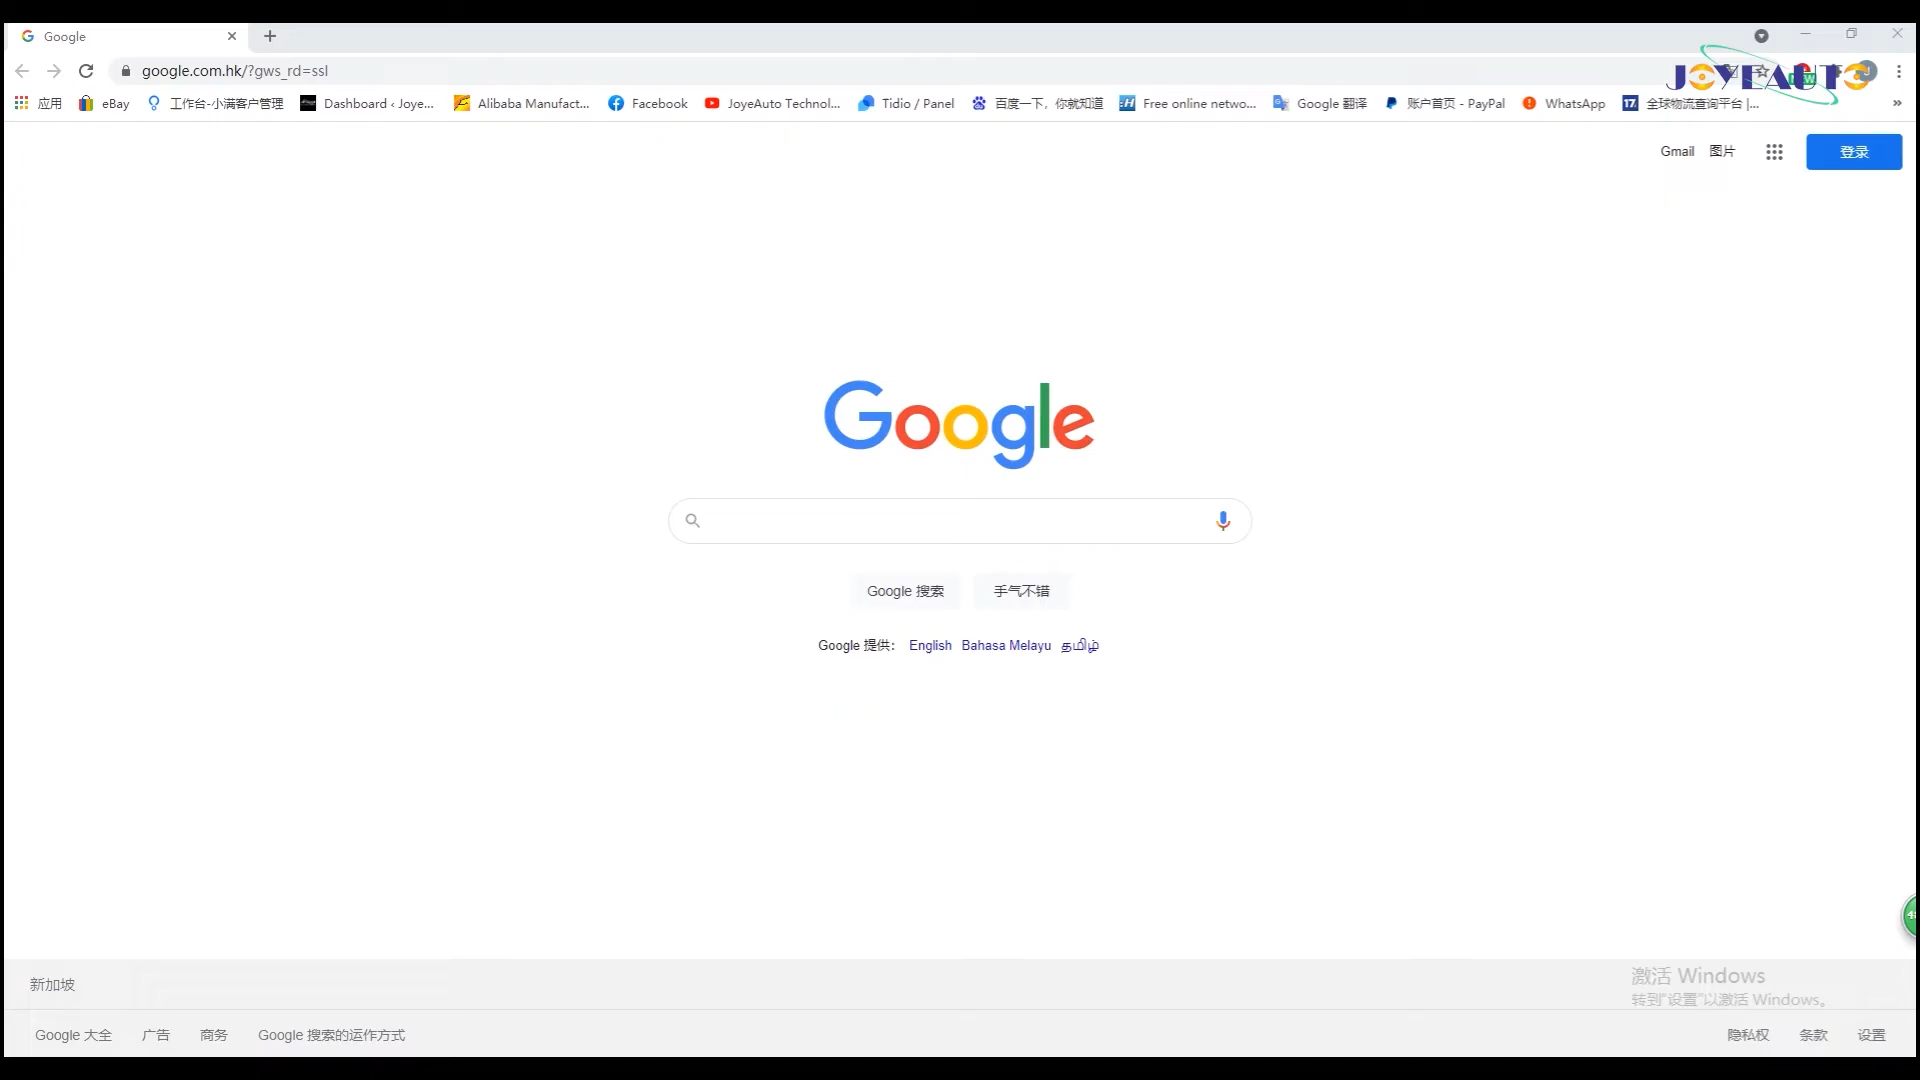 Google
google.com.hk/?gws_rd=ssl
JOYEAUTO
应用 eBay 工作台-小满客户管理 Dashboard ‹ Joye... Alibaba Manufact... Facebook JoyeAuto Technol... Tidio / Panel 百度一下，你就知道 Free online netwo... Google 翻译 账户首页 - PayPal WhatsApp 17 全球物流查询平台 |... »
Gmail 图片 登录
Google
Google 搜索 手气不错
Google 提供： English Bahasa Melayu தமிழ்
新加坡
激活 Windows
转到"设置"以激活 Windows。
Google 大全 广告 商务 Google 搜索的运作方式 隐私权 条款 设置